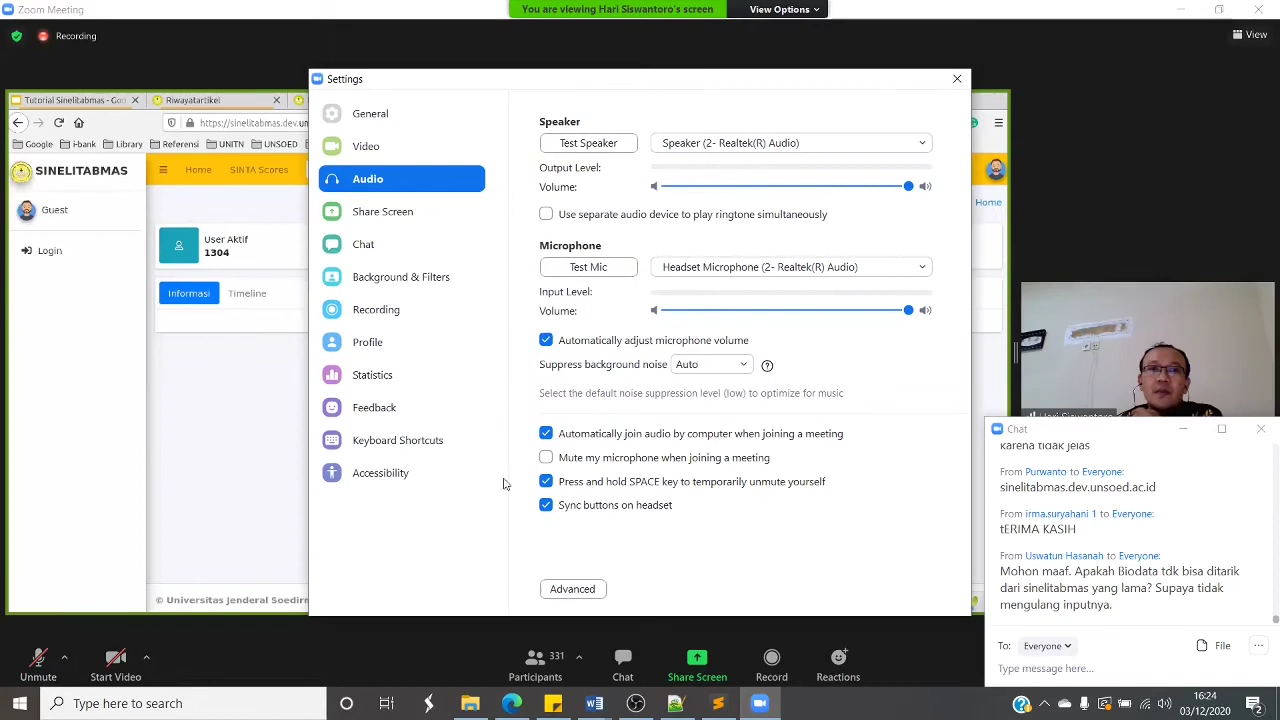 Zoom Meeting
You are viewing Hari Siswantoro's screen
View Options
Recording
View
Tutorial Sinelitabmas - Goo
Riwayatartikel
https://sinelitabmas.dev.un
Google
I-bank
Library
Referensi
UNITN
UNSOED
SINELITABMAS
Home
SINTA Scores
Guest
Login
User Aktif
1304
Informasi
Timeline
Home
© Universitas Jenderal Soedirm
Settings
General
Video
Audio
Share Screen
Chat
Background & Filters
Recording
Profile
Statistics
Feedback
Keyboard Shortcuts
Accessibility
Speaker
Test Speaker
Speaker (2- Realtek(R) Audio)
Output Level:
Volume:
Use separate audio device to play ringtone simultaneously
Microphone
Test Mic
Headset Microphone (2- Realtek(R) Audio)
Input Level:
Volume:
Automatically adjust microphone volume
Suppress background noise
Auto
Select the default noise suppression level (low) to optimize for music
Automatically join audio by computer when joining a meeting
Mute my microphone when joining a meeting
Press and hold SPACE key to temporarily unmute yourself
Sync buttons on headset
Advanced
Hari Siswantoro
Chat
karena tidak jelas
From Purwanto to Everyone:
sinelitabmas.dev.unsoed.ac.id
From irma.suryahani 1 to Everyone:
tERIMA KASIH
From Uswatun Hasanah to Everyone:
Mohon maaf. Apakah Biodata tdk bisa ditarik
dari sinelitabmas yang lama? Supaya tidak
mengulang inputnya.
To: Everyone
File
Type message here...
Unmute
Start Video
331
Participants
Chat
Share Screen
Record
Reactions
Type here to search
16:24
03/12/2020
2